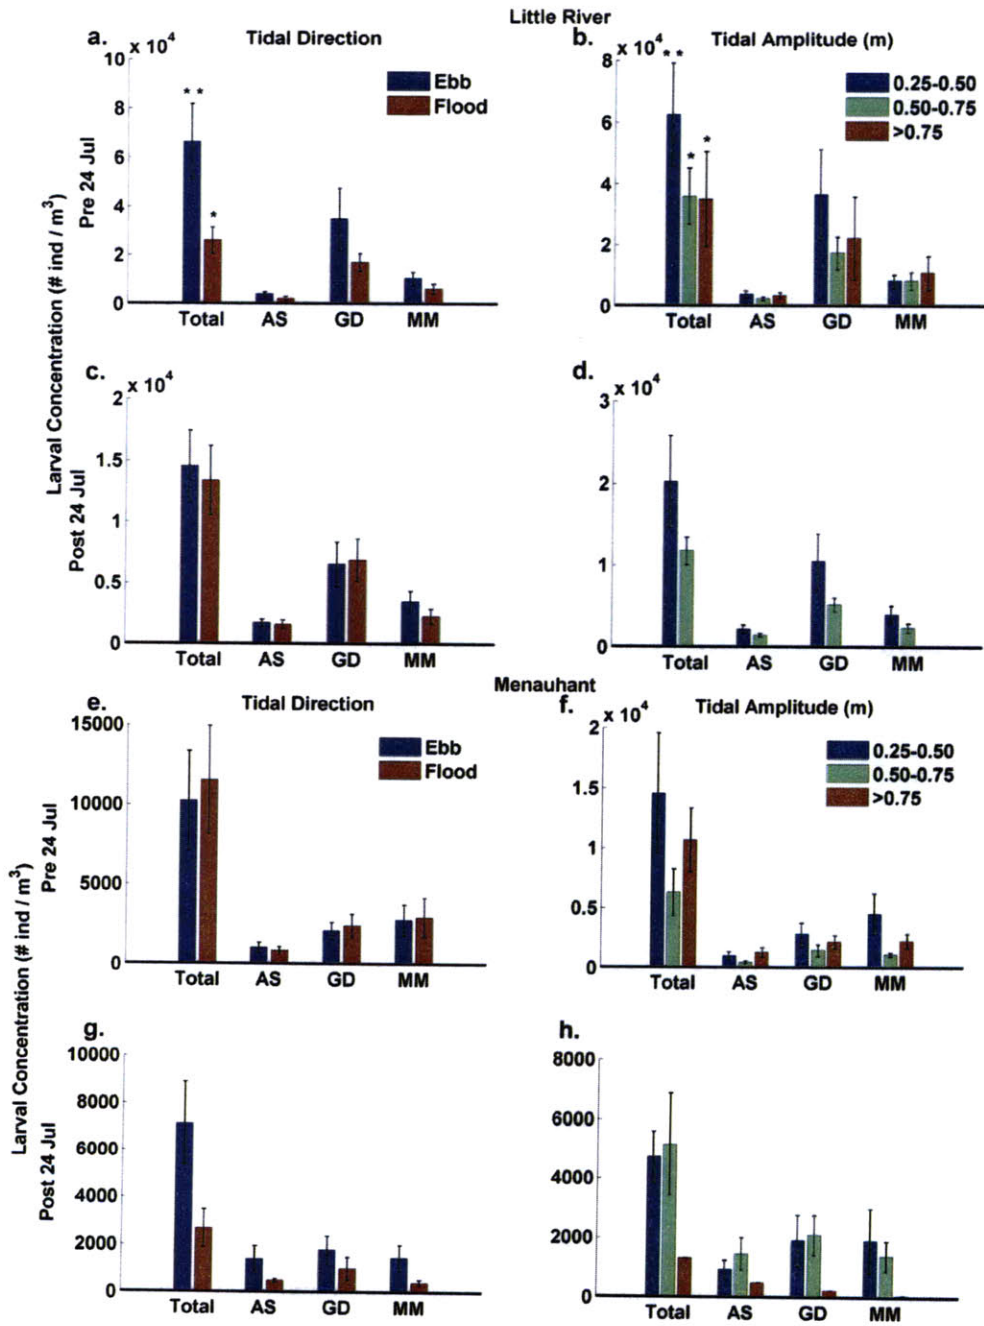 Little River
a.
Tidal Direction
x 10⁴
10
8
6
4
2
0
** 
*
Ebb
Flood
Total AS GD MM
b.
Tidal Amplitude (m)
x 10⁴
8
6
4
2
0
**
*
*
0.25-0.50
0.50-0.75
>0.75
Total AS GD MM
Larval Concentration (# ind / m³)
Pre 24 Jul
Post 24 Jul
c.
x 10⁴
2
1.5
1
0.5
0
Total AS GD MM
d.
x 10⁴
3
2
1
0
Total AS GD MM
Menauhant
e.
Tidal Direction
15000
10000
5000
0
Ebb
Flood
Total AS GD MM
f.
Tidal Amplitude (m)
x 10⁴
2
1.5
1
0.5
0
0.25-0.50
0.50-0.75
>0.75
Total AS GD MM
Larval Concentration (# ind / m³)
Pre 24 Jul
Post 24 Jul
g.
10000
8000
6000
4000
2000
0
Total AS GD MM
h.
8000
6000
4000
2000
0
Total AS GD MM